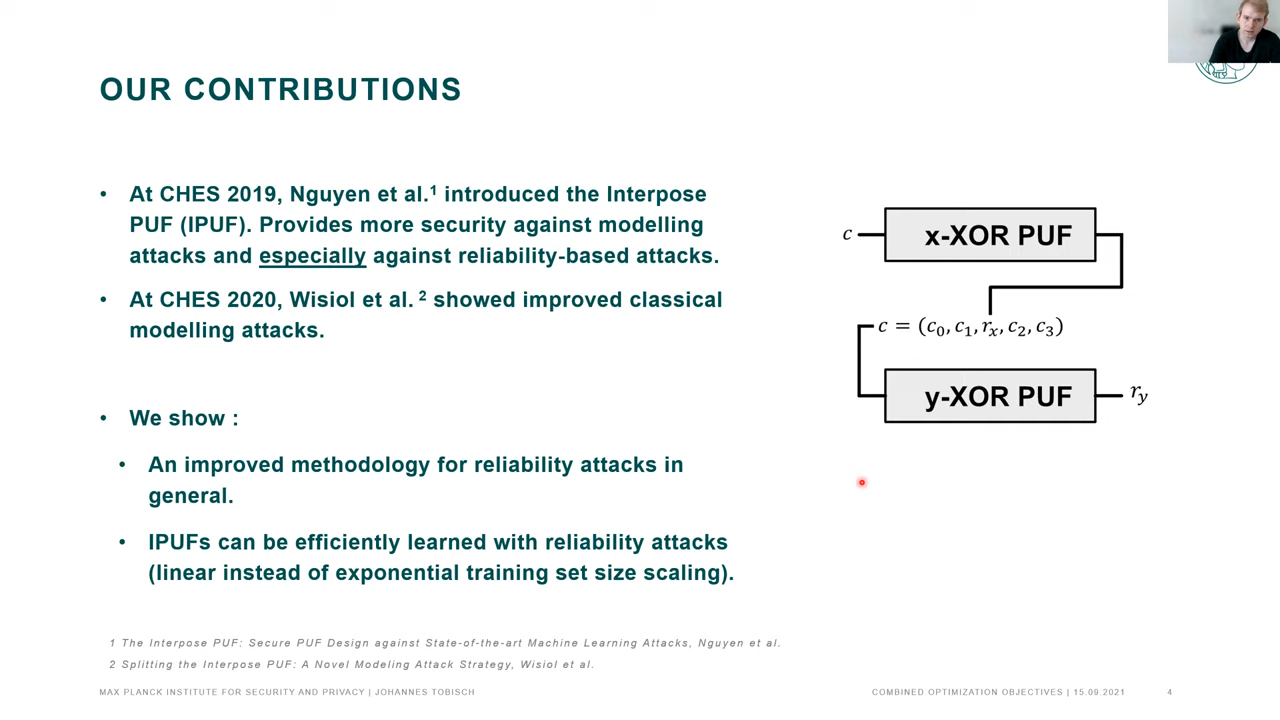 OUR CONTRIBUTIONS
• At CHES 2019, Nguyen et al.¹ introduced the Interpose
PUF (IPUF). Provides more security against modelling
attacks and especially against reliability-based attacks.
• At CHES 2020, Wisiol et al. ² showed improved classical
modelling attacks.
• We show :
• An improved methodology for reliability attacks in
general.
• IPUFs can be efficiently learned with reliability attacks
(linear instead of exponential training set size scaling).
c
x-XOR PUF
c = (c₀, c₁, rₓ, c₂, c₃)
y-XOR PUF
r_y
1 The Interpose PUF: Secure PUF Design against State-of-the-art Machine Learning Attacks, Nguyen et al.
2 Splitting the Interpose PUF: A Novel Modeling Attack Strategy, Wisiol et al.
MAX PLANCK INSTITUTE FOR SECURITY AND PRIVACY | JOHANNES TOBISCH
COMBINED OPTIMIZATION OBJECTIVES | 15.09.2021
4